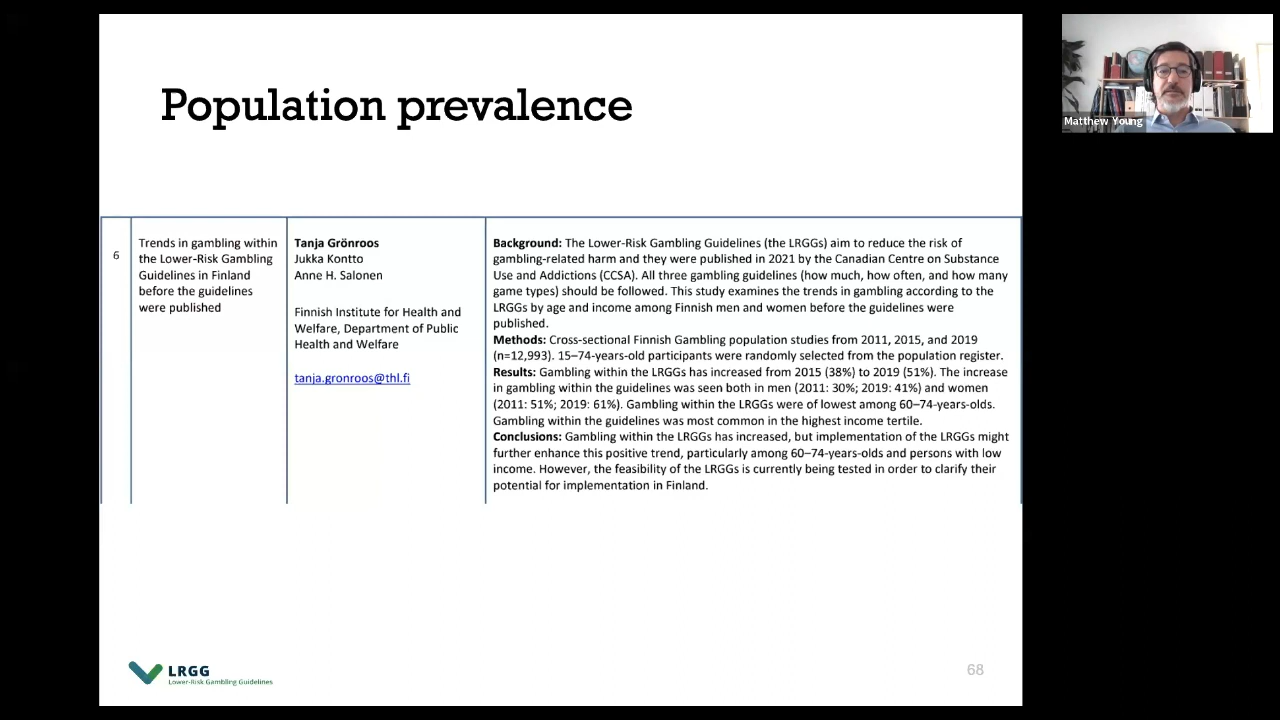 Population prevalence
Matthew Young
6
Trends in gambling within
the Lower-Risk Gambling
Guidelines in Finland
before the guidelines
were published
Tanja Grönroos
Jukka Kontto
Anne H. Salonen
Finnish Institute for Health and
Welfare, Department of Public
Health and Welfare
tanja.gronroos@thl.fi
Background: The Lower-Risk Gambling Guidelines (the LRGGs) aim to reduce the risk of
gambling-related harm and they were published in 2021 by the Canadian Centre on Substance
Use and Addictions (CCSA). All three gambling guidelines (how much, how often, and how many
game types) should be followed. This study examines the trends in gambling according to the
LRGGs by age and income among Finnish men and women before the guidelines were
published.
Methods: Cross-sectional Finnish Gambling population studies from 2011, 2015, and 2019
(n=12,993). 15–74-years-old participants were randomly selected from the population register.
Results: Gambling within the LRGGs has increased from 2015 (38%) to 2019 (51%). The increase
in gambling within the guidelines was seen both in men (2011: 30%; 2019: 41%) and women
(2011: 51%; 2019: 61%). Gambling within the LRGGs were of lowest among 60–74-years-olds.
Gambling within the guidelines was most common in the highest income tertile.
Conclusions: Gambling within the LRGGs has increased, but implementation of the LRGGs might
further enhance this positive trend, particularly among 60–74-years-olds and persons with low
income. However, the feasibility of the LRGGs is currently being tested in order to clarify their
potential for implementation in Finland.
LRGG
Lower-Risk Gambling Guidelines
68